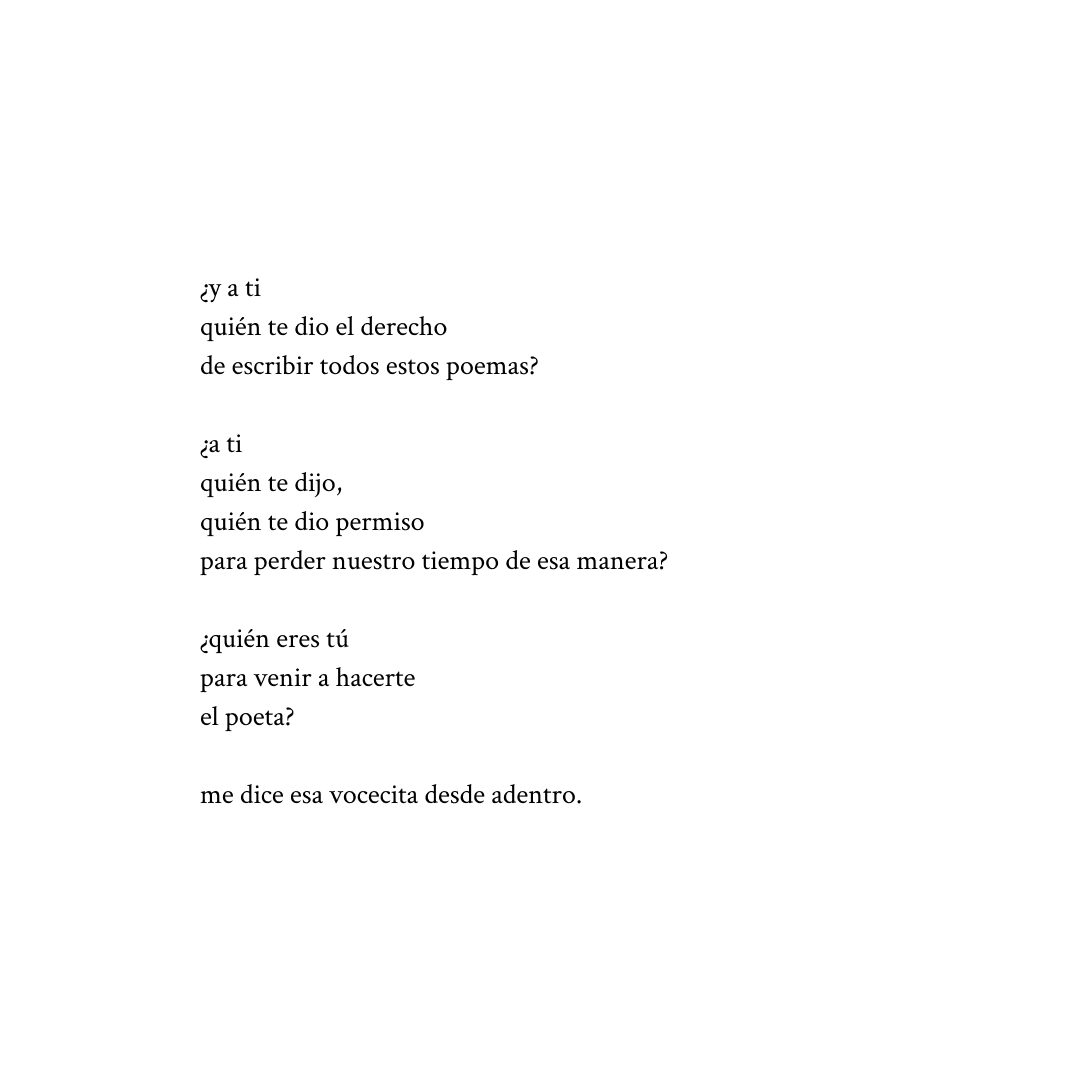 ¿y a ti
quién te dio el derecho
de escribir todos estos poemas?
¿a ti
quién te dijo,
quién te dio permiso
para perder nuestro tiempo de esa manera?
¿quién eres tú
para venir a hacerte
el poeta?
me dice esa vocecita desde adentro.